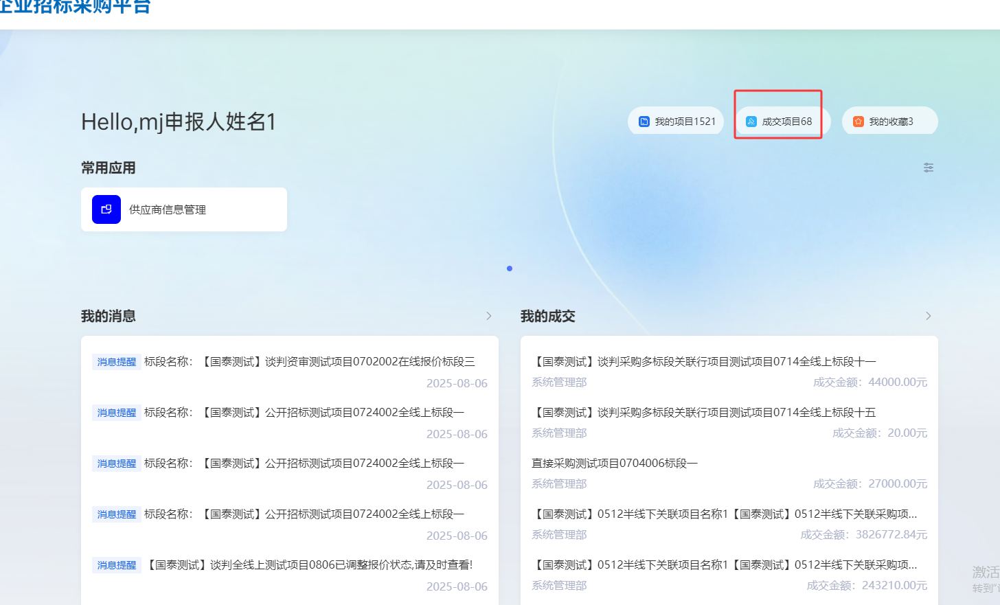 企业招标采购平台
Hello,mj申报人姓名1
我的项目1521
成交项目68
我的收藏3
常用应用
供应商信息管理
我的消息
消息提醒 标段名称：【国泰测试】谈判资审测试项目0702002在线报价标段三
2025-08-06
消息提醒 标段名称：【国泰测试】公开招标测试项目0724002全线上标段一
2025-08-06
消息提醒 标段名称：【国泰测试】公开招标测试项目0724002全线上标段一
2025-08-06
消息提醒 标段名称：【国泰测试】公开招标测试项目0724002全线上标段一
2025-08-06
消息提醒 【国泰测试】谈判全线上测试项目0806已调整报价状态,请及时查看!
2025-08-06
我的成交
【国泰测试】谈判采购多标段关联行项目测试项目0714全线上标段十一
系统管理部 成交金额：44000.00元
【国泰测试】谈判采购多标段关联行项目测试项目0714全线上标段十五
系统管理部 成交金额：20.00元
直接采购测试项目0704006标段一
系统管理部 成交金额：27000.00元
【国泰测试】0512半线下关联项目名称1【国泰测试】0512半线下关联采购项...
系统管理部 成交金额：3826772.84元
【国泰测试】0512半线下关联项目名称1【国泰测试】0512半线下关联采购项...
系统管理部 成交金额：243210.00元
激活
转到"